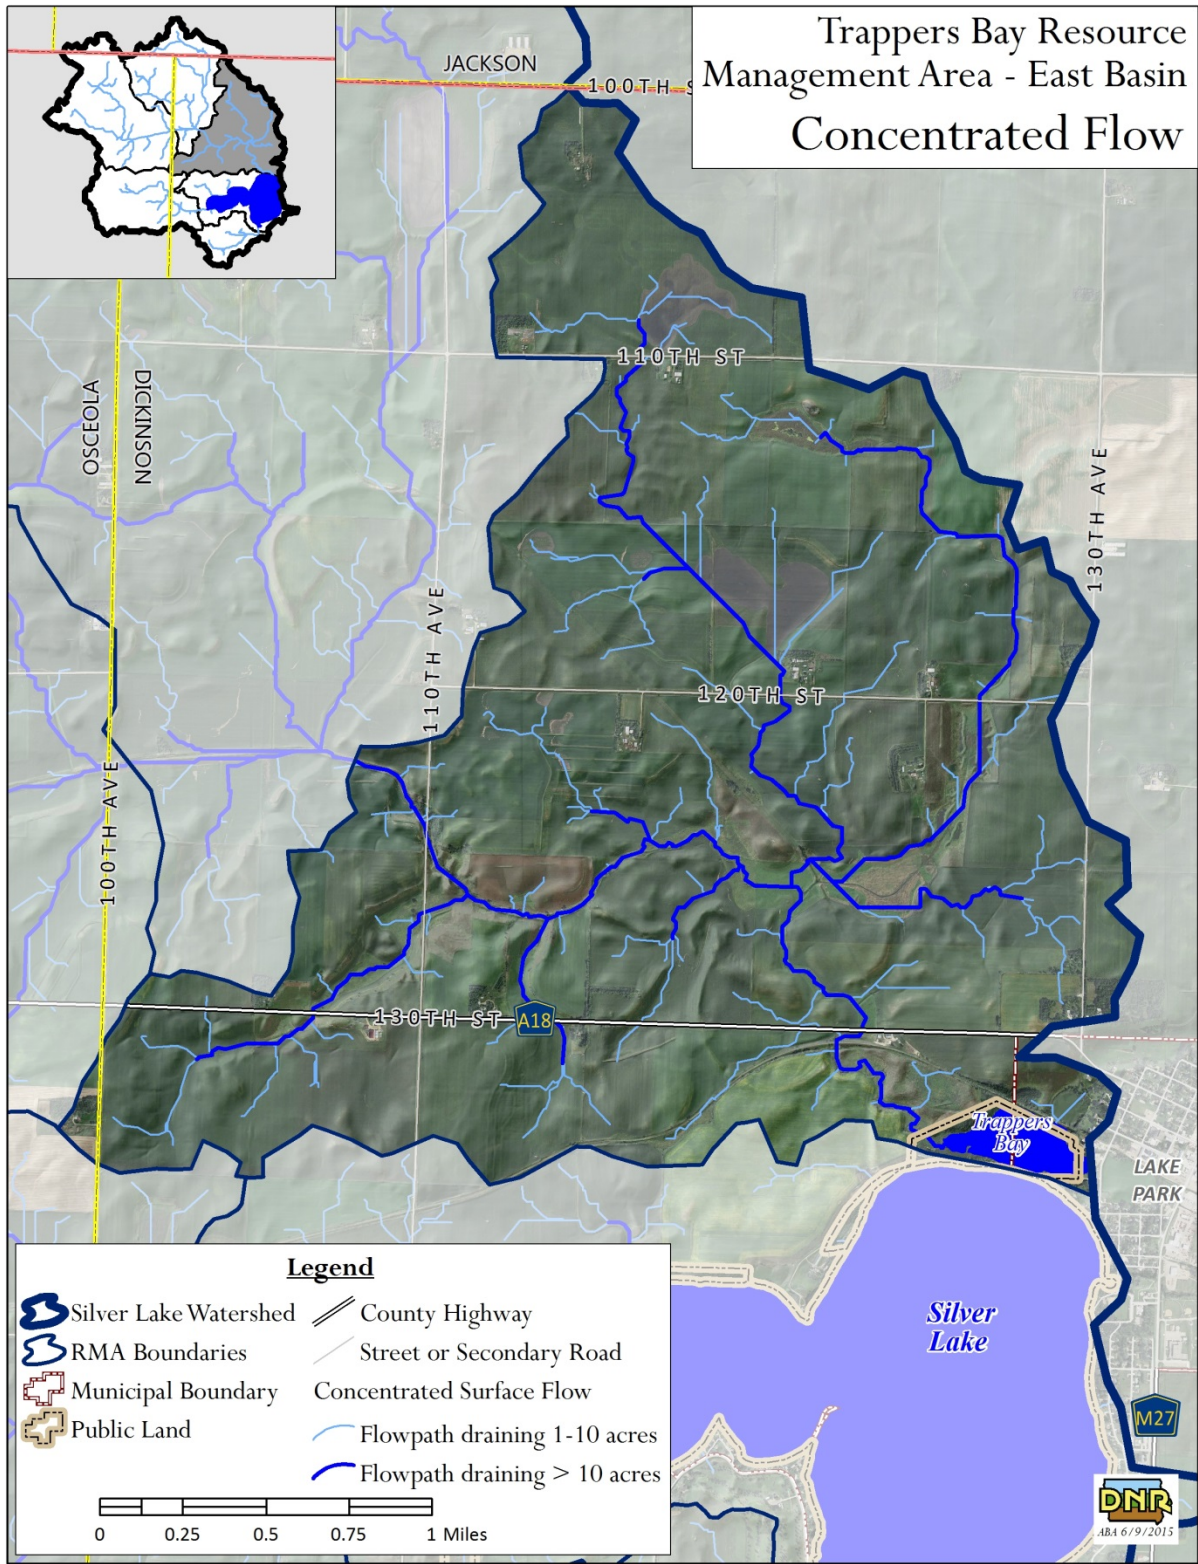 Trappers Bay Resource
Management Area - East Basin
Concentrated Flow
JACKSON
100TH S
110TH ST
OSCEOLA
DICKINSON
130TH AVE
110TH AVE
120TH ST
100TH AVE
130TH ST
A18
Trappers
Bay
LAKE
PARK
Silver
Lake
M27
Legend
Silver Lake Watershed
RMA Boundaries
Municipal Boundary
Public Land
County Highway
Street or Secondary Road
Concentrated Surface Flow
Flowpath draining 1-10 acres
Flowpath draining > 10 acres
0 0.25 0.5 0.75 1 Miles
DNR
ABA 6/9/2015